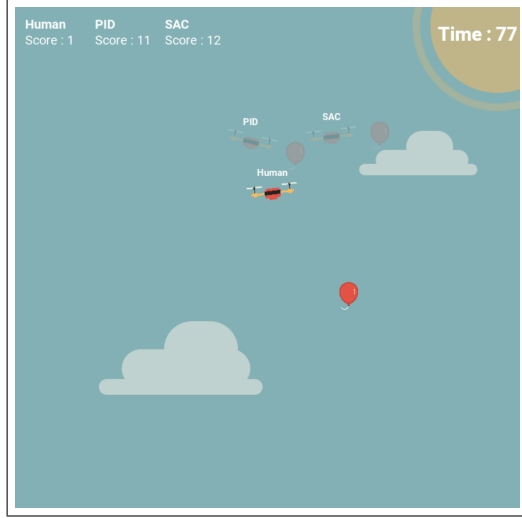 Human PID SAC
Score : 1 Score : 11 Score : 12
Time : 77
PID SAC
Human